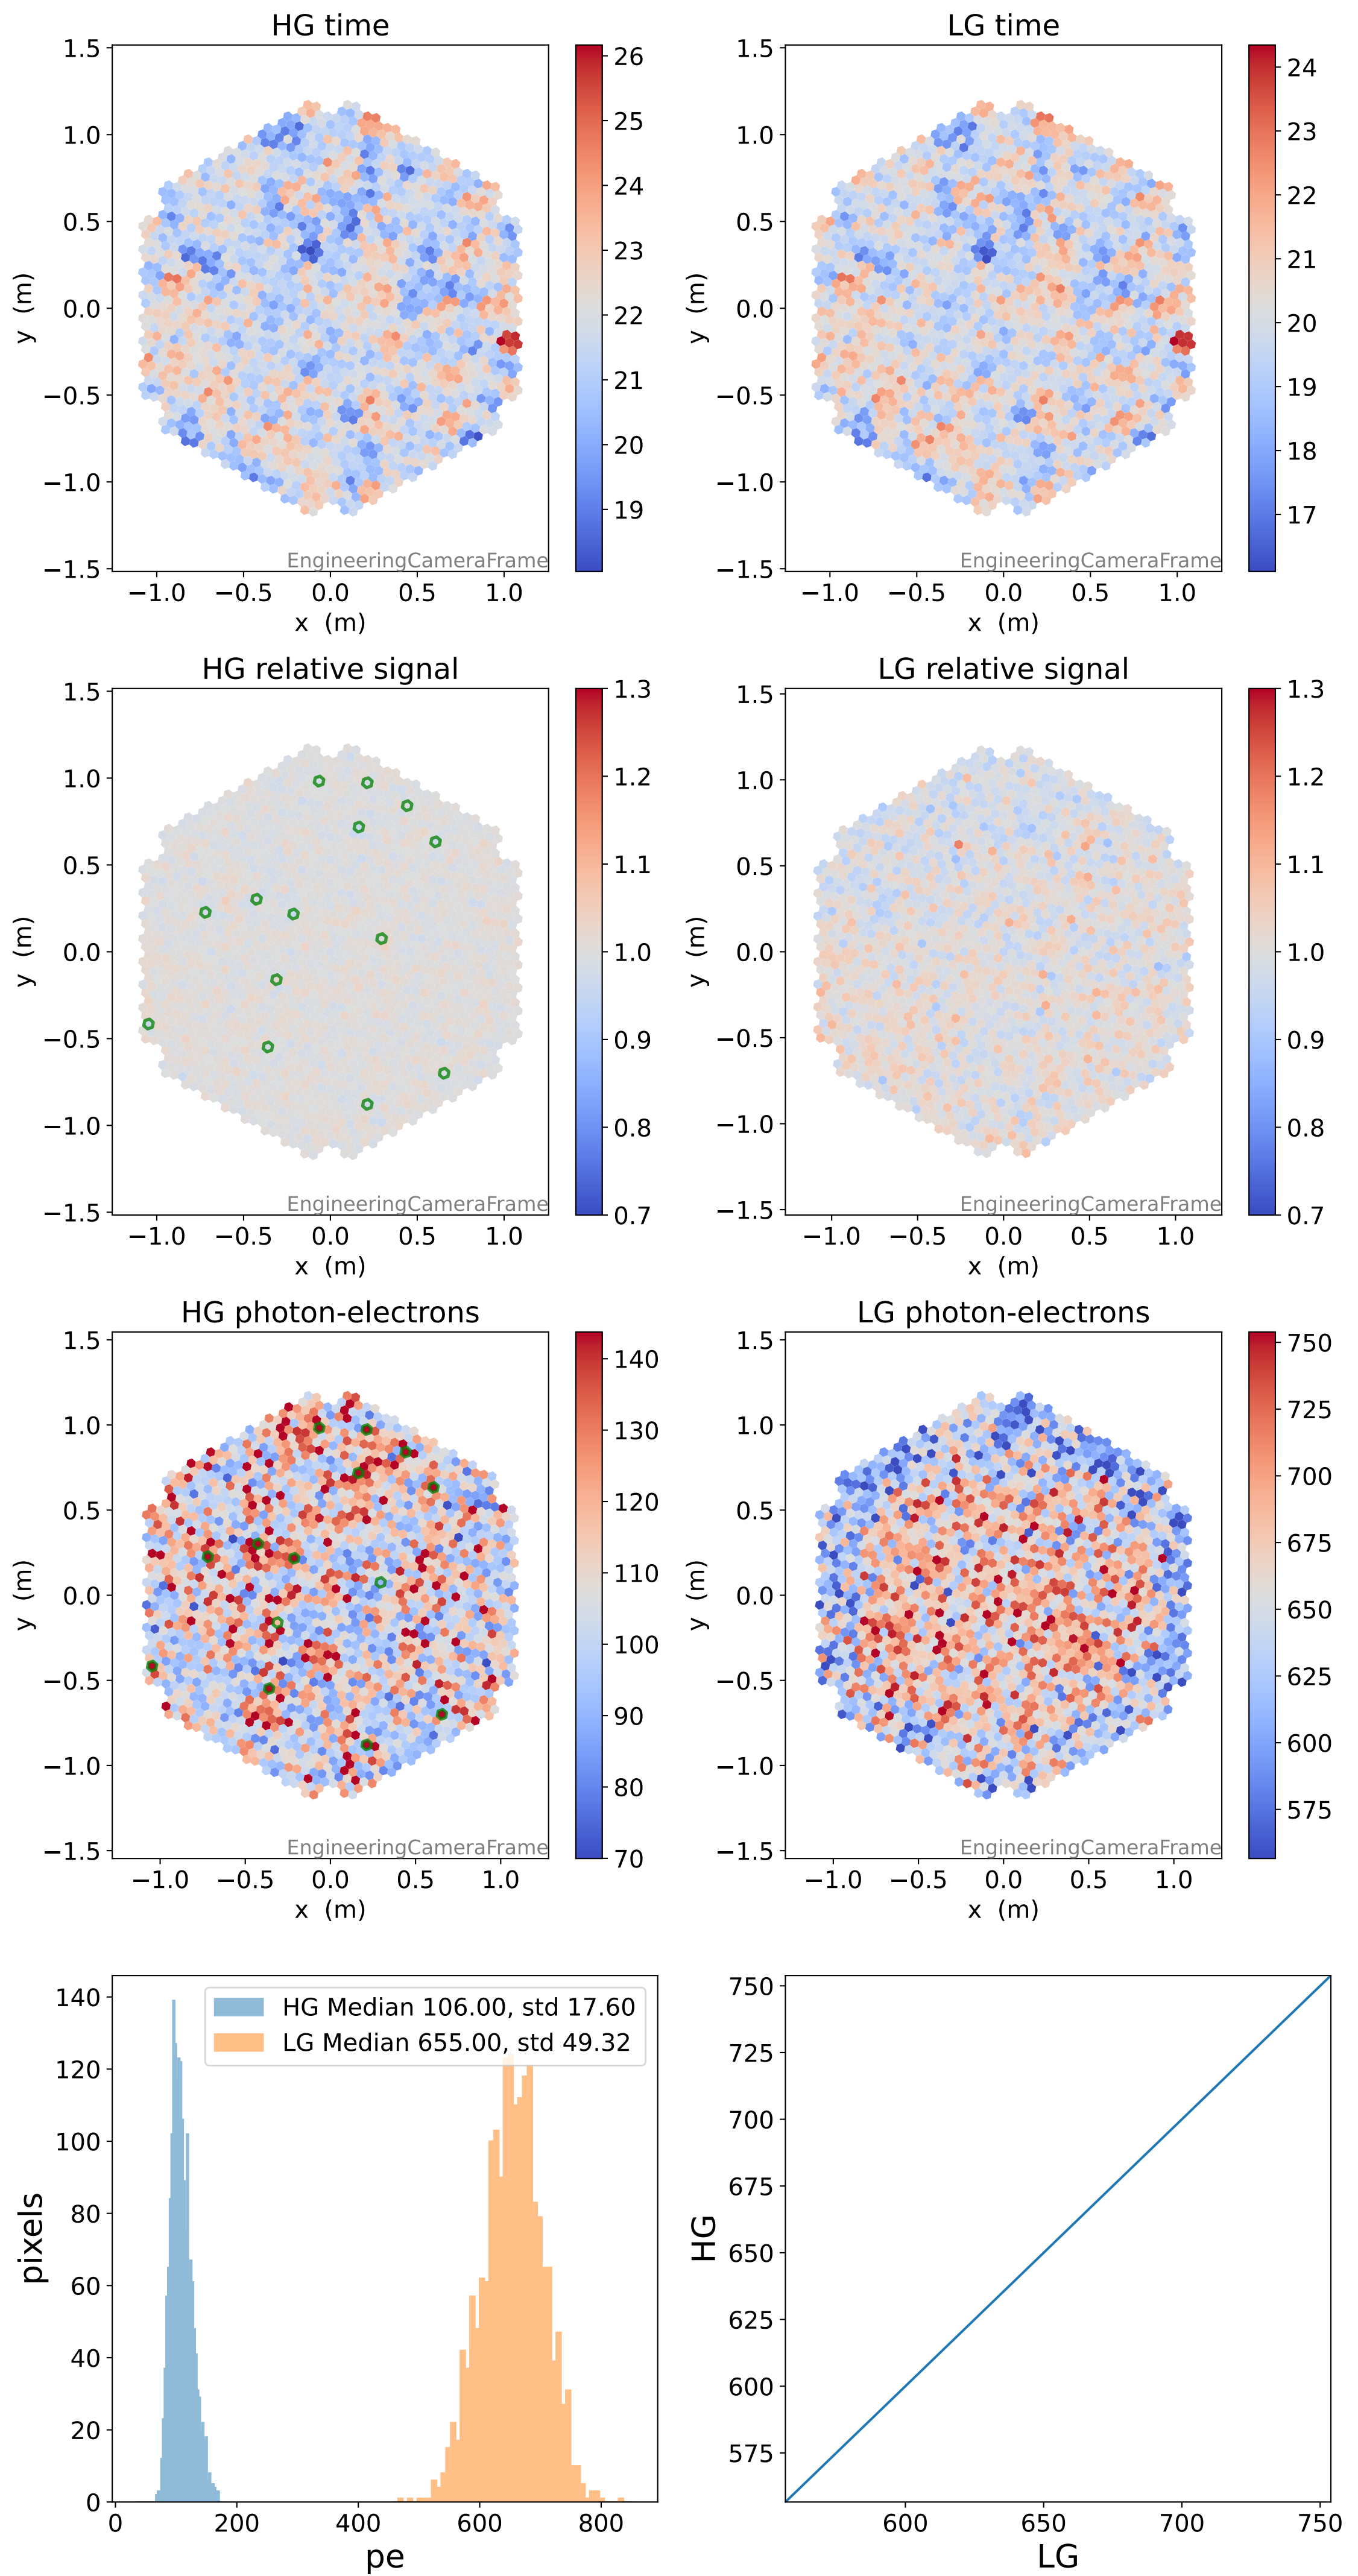 HG time
LG time
1.5
1.0
0.5
0.0
−0.5
−1.0
−1.5
y (m)
−1.0 −0.5 0.0 0.5 1.0
x (m)
EngineeringCameraFrame
26
25
24
23
22
21
20
19
1.5
1.0
0.5
0.0
−0.5
−1.0
−1.5
y (m)
−1.0 −0.5 0.0 0.5 1.0
x (m)
EngineeringCameraFrame
24
23
22
21
20
19
18
17
HG relative signal
LG relative signal
1.5
1.0
0.5
0.0
−0.5
−1.0
−1.5
y (m)
−1.0 −0.5 0.0 0.5 1.0
x (m)
EngineeringCameraFrame
1.3
1.2
1.1
1.0
0.9
0.8
0.7
1.5
1.0
0.5
0.0
−0.5
−1.0
−1.5
y (m)
−1.0 −0.5 0.0 0.5 1.0
x (m)
EngineeringCameraFrame
1.3
1.2
1.1
1.0
0.9
0.8
0.7
HG photon-electrons
LG photon-electrons
1.5
1.0
0.5
0.0
−0.5
−1.0
−1.5
y (m)
−1.0 −0.5 0.0 0.5 1.0
x (m)
EngineeringCameraFrame
140
130
120
110
100
90
80
70
1.5
1.0
0.5
0.0
−0.5
−1.0
−1.5
y (m)
−1.0 −0.5 0.0 0.5 1.0
x (m)
EngineeringCameraFrame
750
725
700
675
650
625
600
575
HG Median 106.00, std 17.60
LG Median 655.00, std 49.32
140
120
100
80
60
40
20
0
pixels
0 200 400 600 800
pe
750
725
700
675
650
625
600
575
HG
600 650 700 750
LG